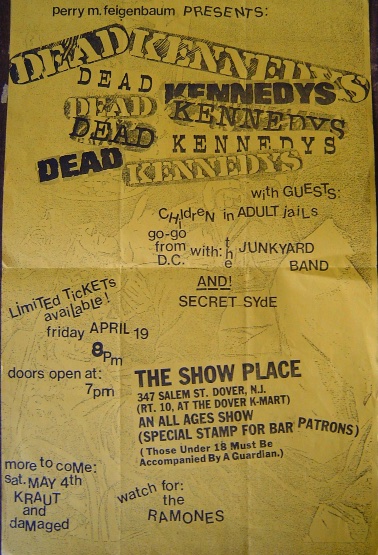 perry m. feigenbaum PRESENTS:
DEAD KENNEDYS
DEAD KENNEDYS
DEAD KENNEDYS
DEAD KENNEDYS
DEAD KENNEDYS
with GUESTS:
CHildreN in ADULT jaiLs
go-go from D.C. with: the JUNKYARD BAND
AND!
SECRET SYdE
LimiTed TicKETs
available!
friday APRIL 19
8Pm
doors open at:
7pm
THE SHOW PLACE
347 SALEM ST. DOVER, N.J.
(RT. 10, AT THE DOVER K-MART)
AN ALL AGES SHOW
(SPECIAL STAMP FOR BAR PATRONS)
(Those Under 18 Must Be
Accompanied By A Guardian.)
more to coMe:
sat. MAY 4th
KRAUT
and
daMaged
watch for:
the
RAMONES